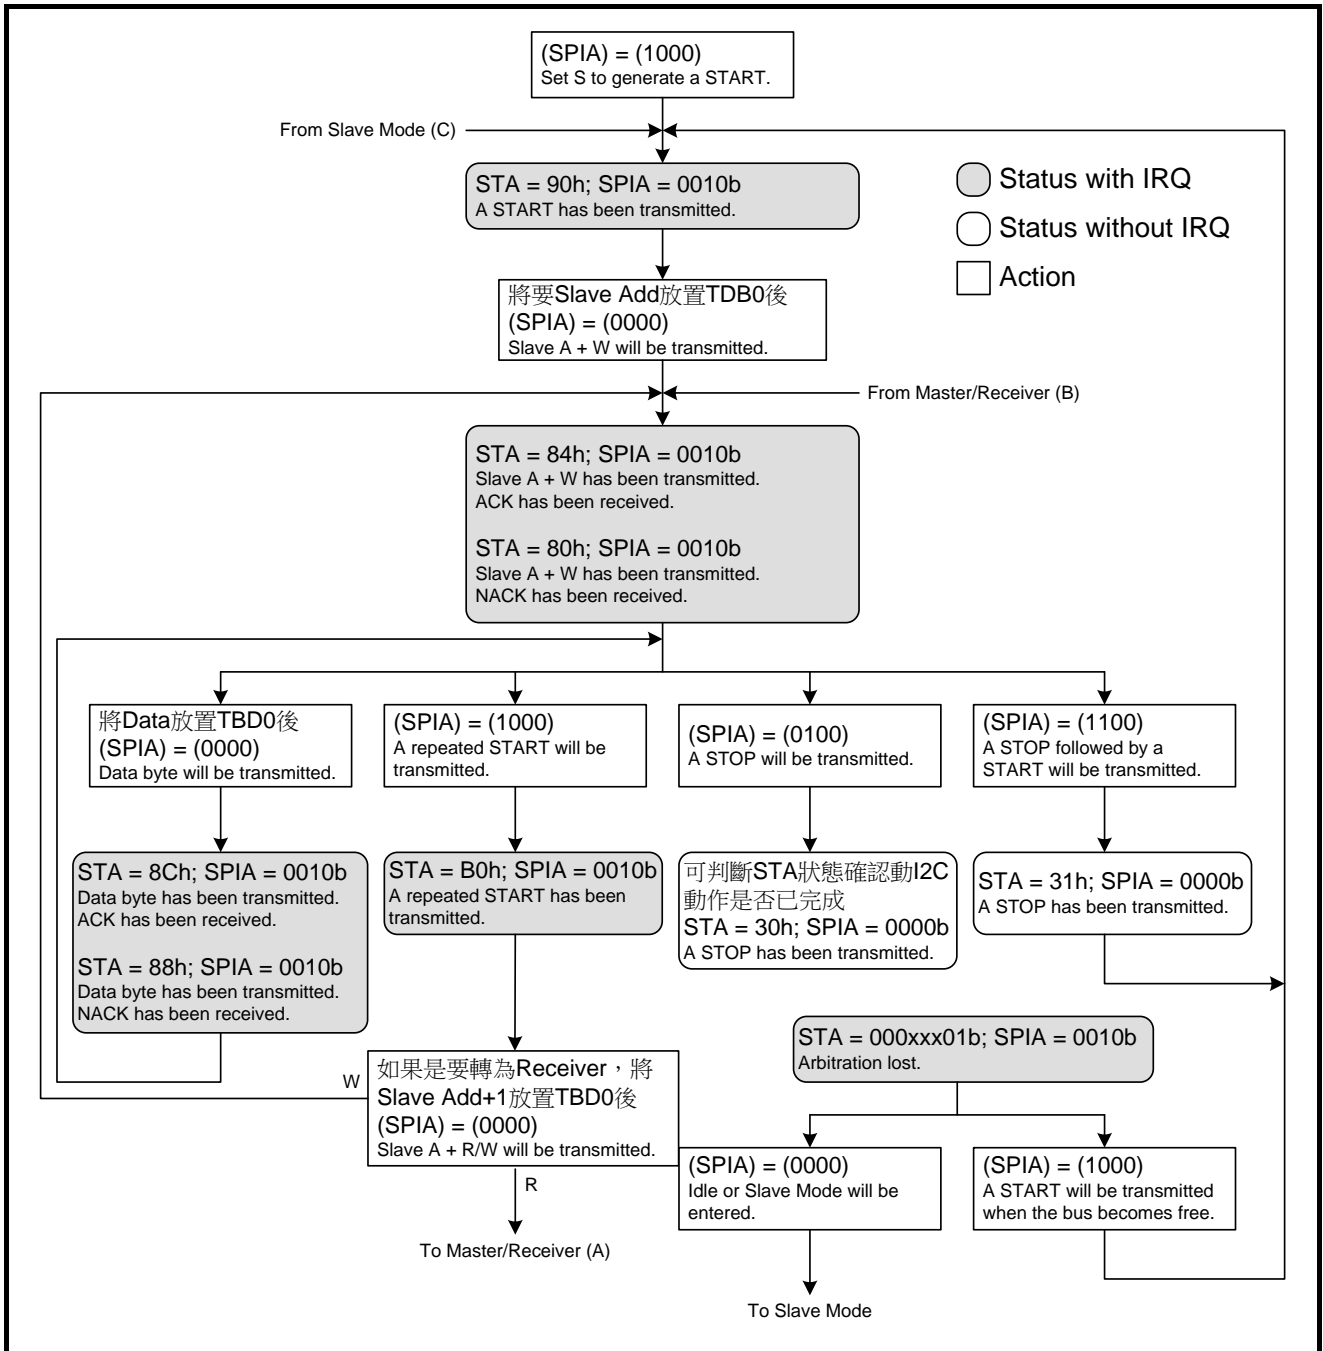 (SPIA) = (1000)
Set S to generate a START.
From Slave Mode (C)
STA = 90h; SPIA = 0010b
A START has been transmitted.
Status with IRQ
Status without IRQ
Action
將要Slave Add放置TDB0後
(SPIA) = (0000)
Slave A + W will be transmitted.
From Master/Receiver (B)
STA = 84h; SPIA = 0010b
Slave A + W has been transmitted.
ACK has been received.
STA = 80h; SPIA = 0010b
Slave A + W has been transmitted.
NACK has been received.
將Data放置TBD0後
(SPIA) = (0000)
Data byte will be transmitted.
(SPIA) = (1000)
A repeated START will be
transmitted.
(SPIA) = (0100)
A STOP will be transmitted.
(SPIA) = (1100)
A STOP followed by a
START will be transmitted.
STA = 8Ch; SPIA = 0010b
Data byte has been transmitted.
ACK has been received.
STA = 88h; SPIA = 0010b
Data byte has been transmitted.
NACK has been received.
STA = B0h; SPIA = 0010b
A repeated START has been
transmitted.
可判斷STA狀態確認動I2C
動作是否已完成
STA = 30h; SPIA = 0000b
A STOP has been transmitted.
STA = 31h; SPIA = 0000b
A STOP has been transmitted.
STA = 000xxx01b; SPIA = 0010b
Arbitration lost.
W
如果是要轉為Receiver,將
Slave Add+1放置TBD0後
(SPIA) = (0000)
Slave A + R/W will be transmitted.
R
To Master/Receiver (A)
(SPIA) = (0000)
Idle or Slave Mode will be
entered.
(SPIA) = (1000)
A START will be transmitted
when the bus becomes free.
To Slave Mode